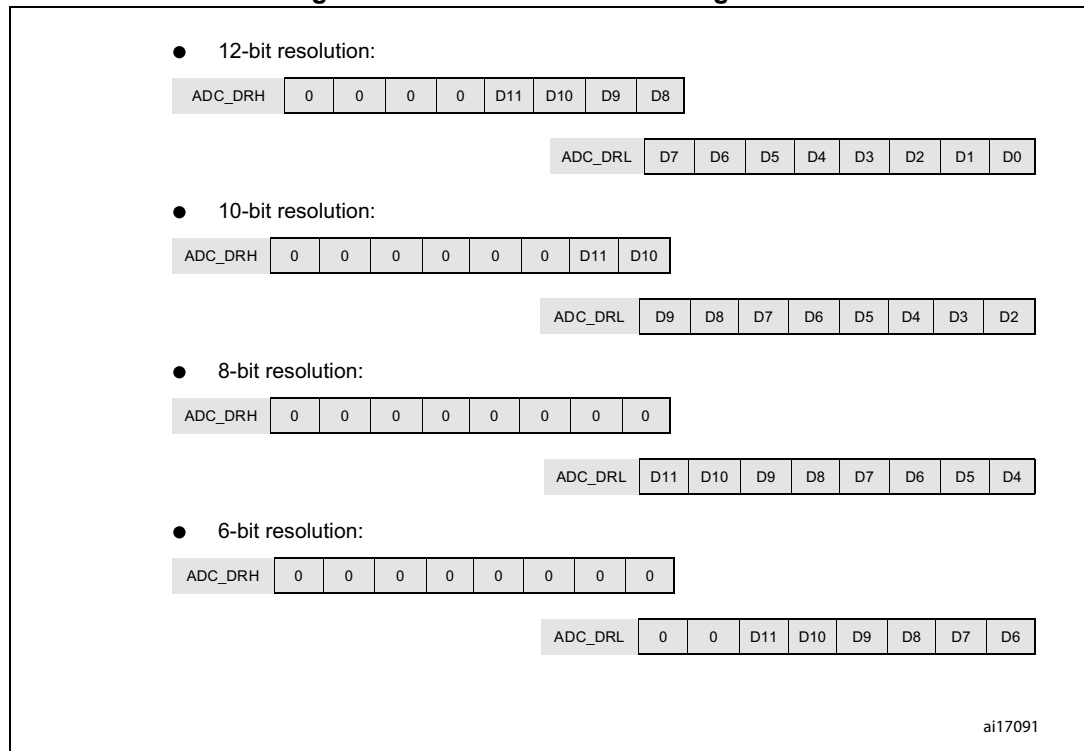 ● 12-bit resolution:
ADC_DRH 0 0 0 0 D11 D10 D9 D8
ADC_DRL D7 D6 D5 D4 D3 D2 D1 D0
● 10-bit resolution:
ADC_DRH 0 0 0 0 0 0 D11 D10
ADC_DRL D9 D8 D7 D6 D5 D4 D3 D2
● 8-bit resolution:
ADC_DRH 0 0 0 0 0 0 0 0
ADC_DRL D11 D10 D9 D8 D7 D6 D5 D4
● 6-bit resolution:
ADC_DRH 0 0 0 0 0 0 0 0
ADC_DRL 0 0 D11 D10 D9 D8 D7 D6
ai17091